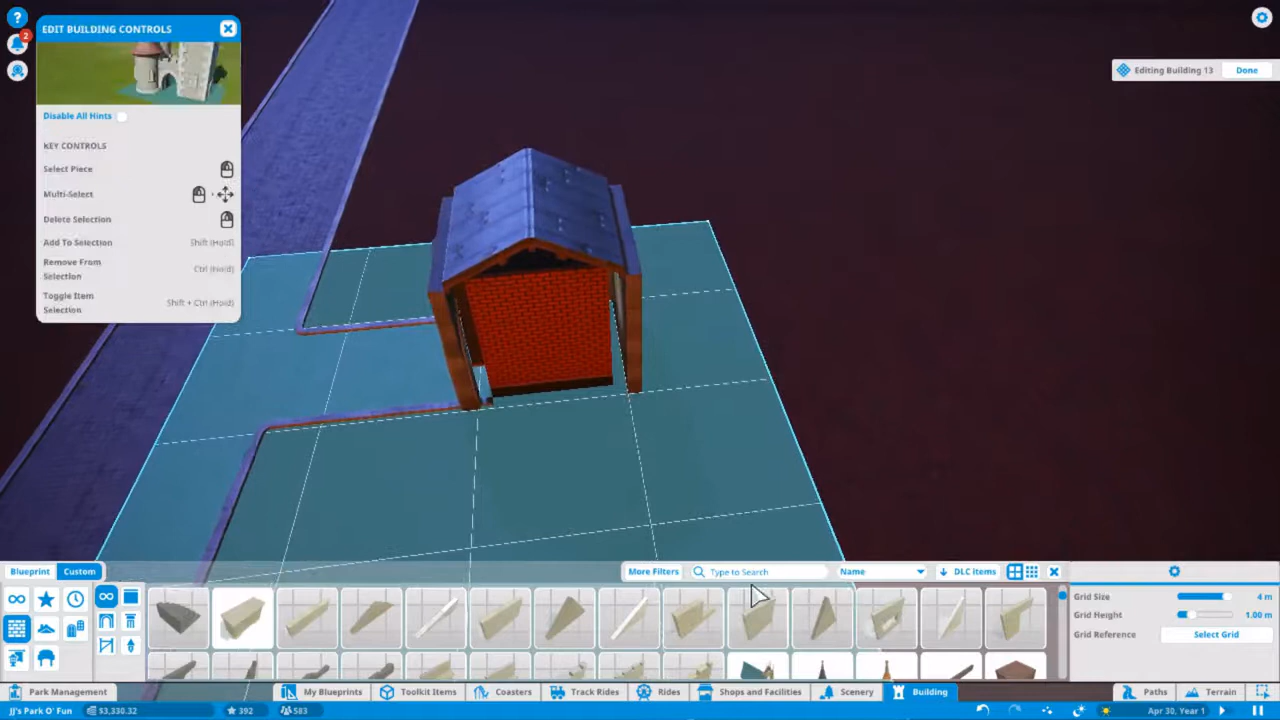 ?
EDIT BUILDING CONTROLS
2
Editing Building 13
Done
Disable All Hints
KEY CONTROLS
Select Piece
Multi-Select
Delete Selection
Add To Selection
Shift (Hold)
Remove From
Selection
Ctrl (Hold)
Toggle Item
Selection
Shift + Ctrl (Hold)
Blueprint
Custom
More Filters
Type to Search
Name
DLC Items
Grid Size
4 m
Grid Height
1.00 m
Grid Reference
Select Grid
Park Management
My Blueprints
Toolkit Items
Coasters
Track Rides
Rides
Shops and Facilities
Scenery
Building
Paths
Terrain
JJ's Park O' Fun
$3,330.32
392
583
Apr 30, Year 1